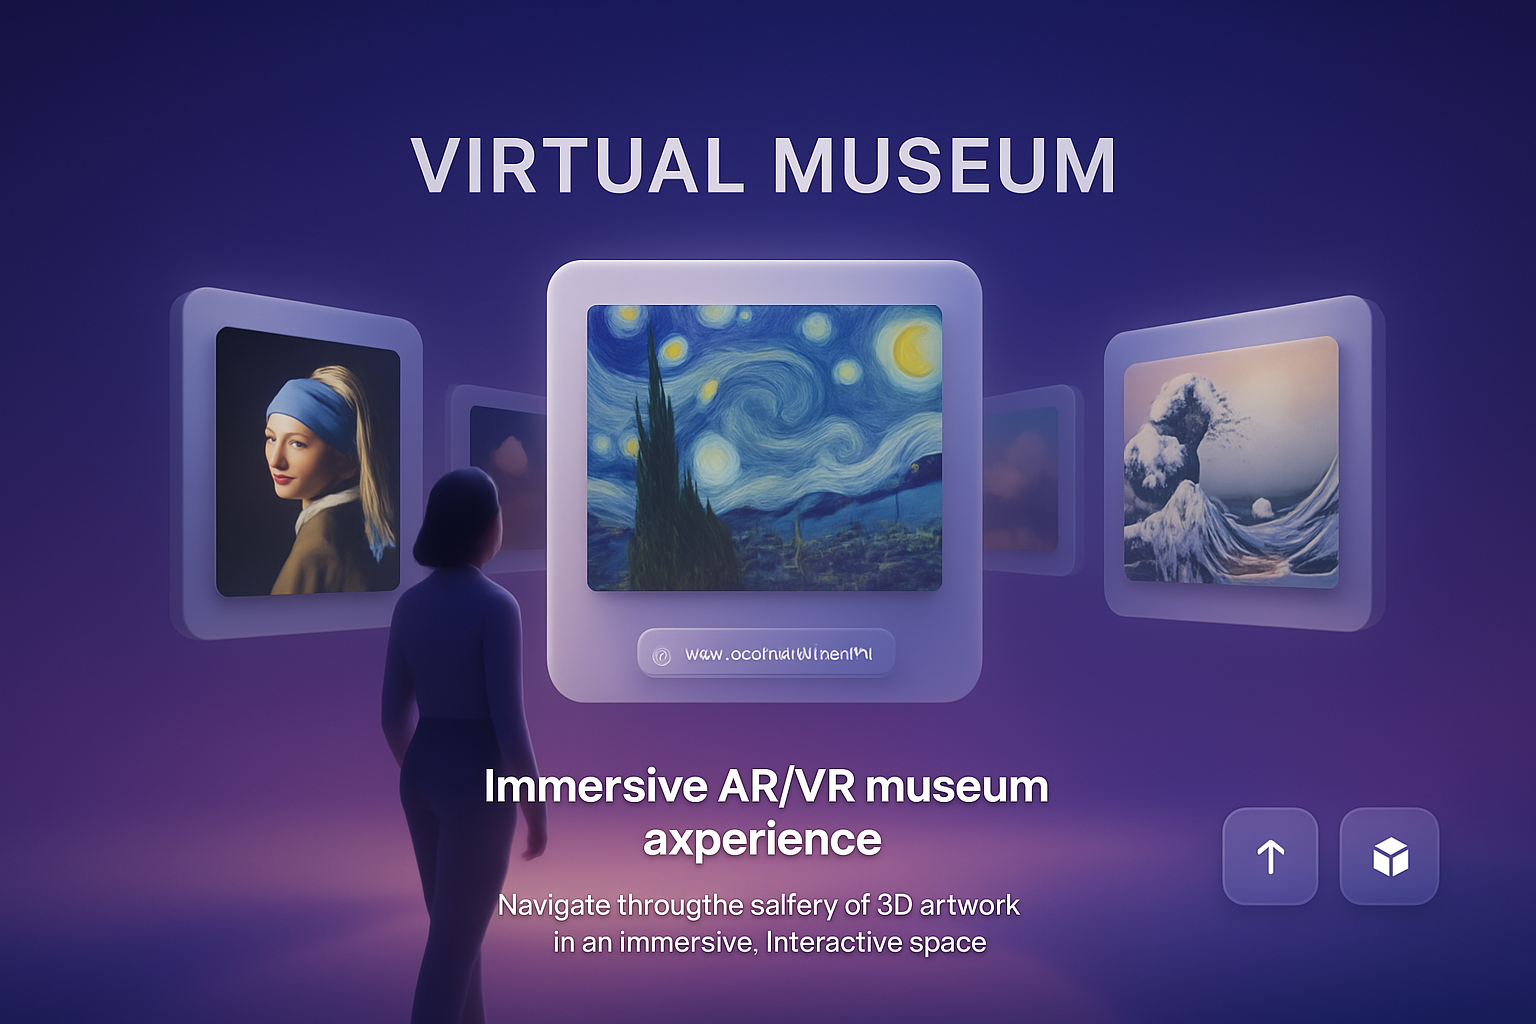 VIRTUAL MUSEUM
Immersive AR/VR museum
axperience
Navigate througthe salfery of 3D artwork
in an immersive, Interactive space